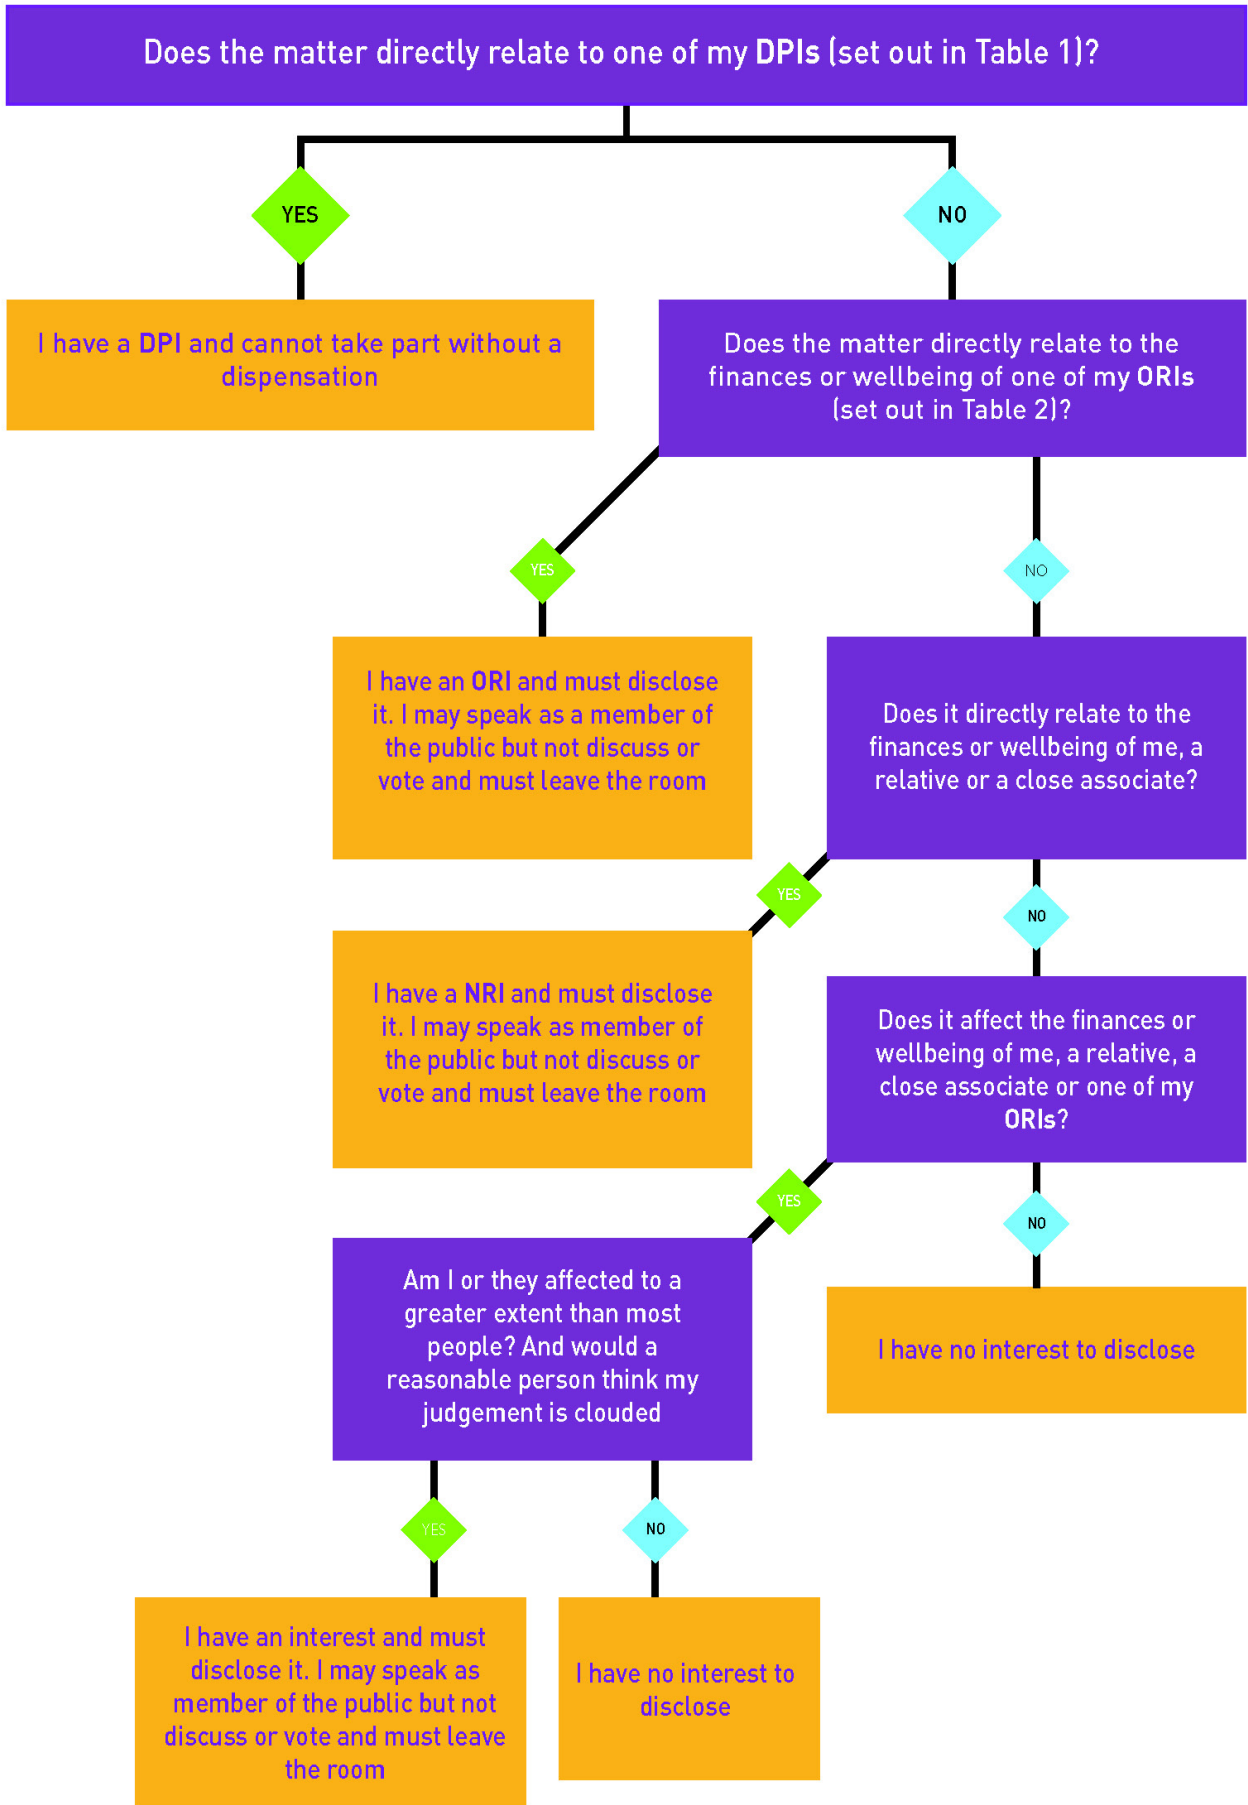 Does the matter directly relate to one of my DPIs (set out in Table 1)?
YES
NO
I have a DPI and cannot take part without a
dispensation
Does the matter directly relate to the
finances or wellbeing of one of my ORIs
(set out in Table 2)?
YES
NO
I have an ORI and must disclose
it. I may speak as a member of
the public but not discuss or
vote and must leave the room
Does it directly relate to the
finances or wellbeing of me, a
relative or a close associate?
YES
NO
I have a NRI and must disclose
it. I may speak as member of
the public but not discuss or
vote and must leave the room
Does it affect the finances or
wellbeing of me, a relative, a
close associate or one of my
ORIs?
YES
NO
Am I or they affected to a
greater extent than most
people? And would a
reasonable person think my
judgement is clouded
I have no interest to disclose
YES
NO
I have an interest and must
disclose it. I may speak as
member of the public but not
discuss or vote and must leave
the room
I have no interest to
disclose